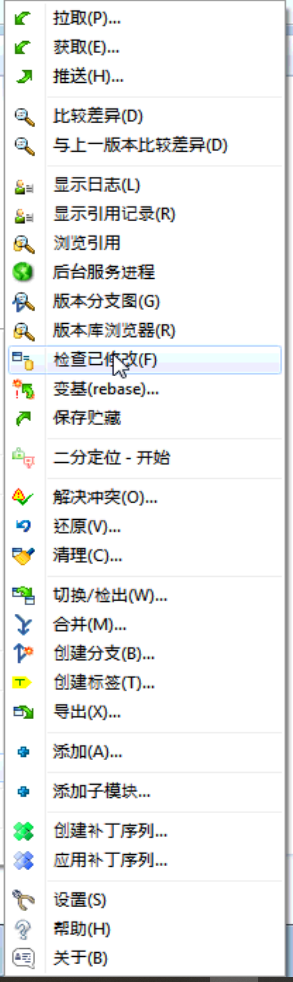 拉取(P)...
获取(E)...
推送(H)...
比较差异(D)
与上一版本比较差异(D)
显示日志(L)
显示引用记录(R)
浏览引用
后台服务进程
版本分支图(G)
版本库浏览器(R)
检查已修改(F)
变基(rebase)...
保存贮藏
二分定位 - 开始
解决冲突(O)...
还原(V)...
清理(C)...
切换/检出(W)...
合并(M)...
创建分支(B)...
创建标签(T)...
导出(X)...
添加(A)...
添加子模块...
创建补丁序列...
应用补丁序列...
设置(S)
帮助(H)
关于(B)